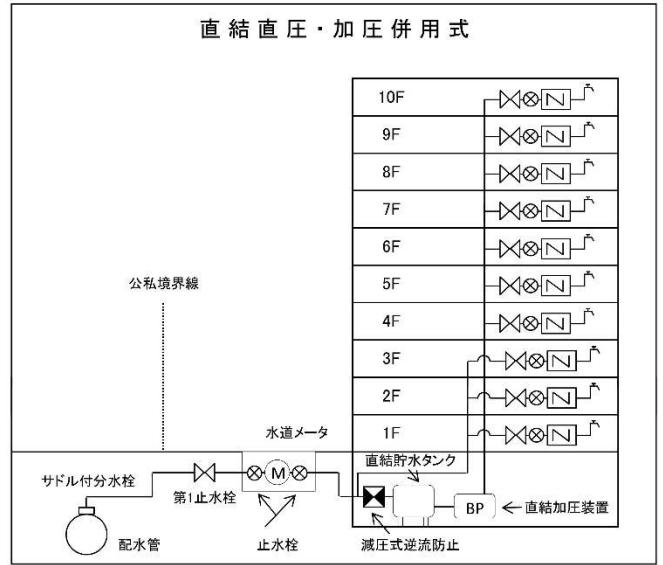 直結直圧・加圧併用式
10F
9F
8F
7F
6F
5F
4F
3F
2F
1F
公私境界線
水道メータ
直結貯水タンク
サドル付分水栓
第1止水栓
M
BP
直結加圧装置
配水管
止水栓
減圧式逆流防止